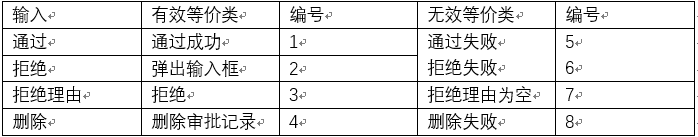 输入 有效等价类 编号 无效等价类 编号
通过 通过成功 1 通过失败 5
拒绝 弹出输入框 2 拒绝失败 6
拒绝理由 拒绝 3 拒绝理由为空 7
删除 删除审批记录 4 删除失败 8